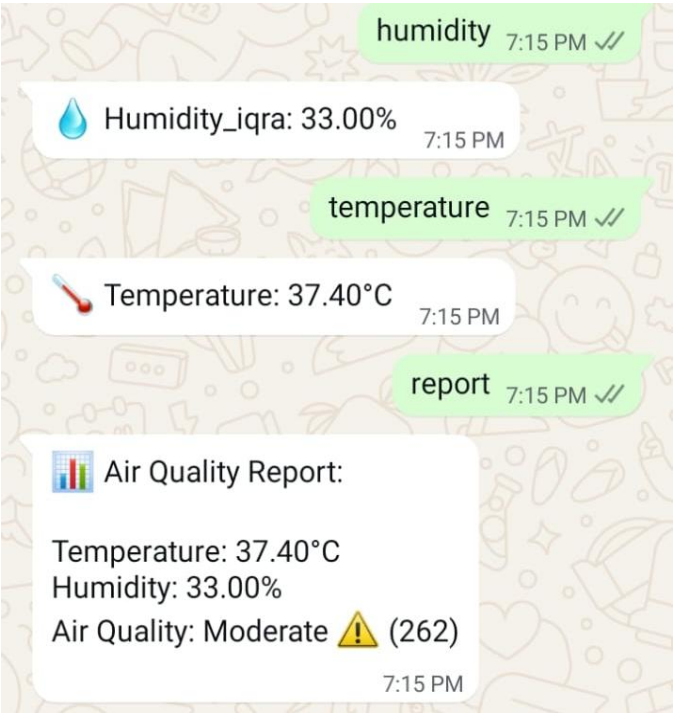 humidity 7:15 PM
Humidity_iqra: 33.00%
7:15 PM
temperature 7:15 PM
Temperature: 37.40°C
7:15 PM
report 7:15 PM
Air Quality Report:
Temperature: 37.40°C
Humidity: 33.00%
Air Quality: Moderate ⚠️ (262)
7:15 PM